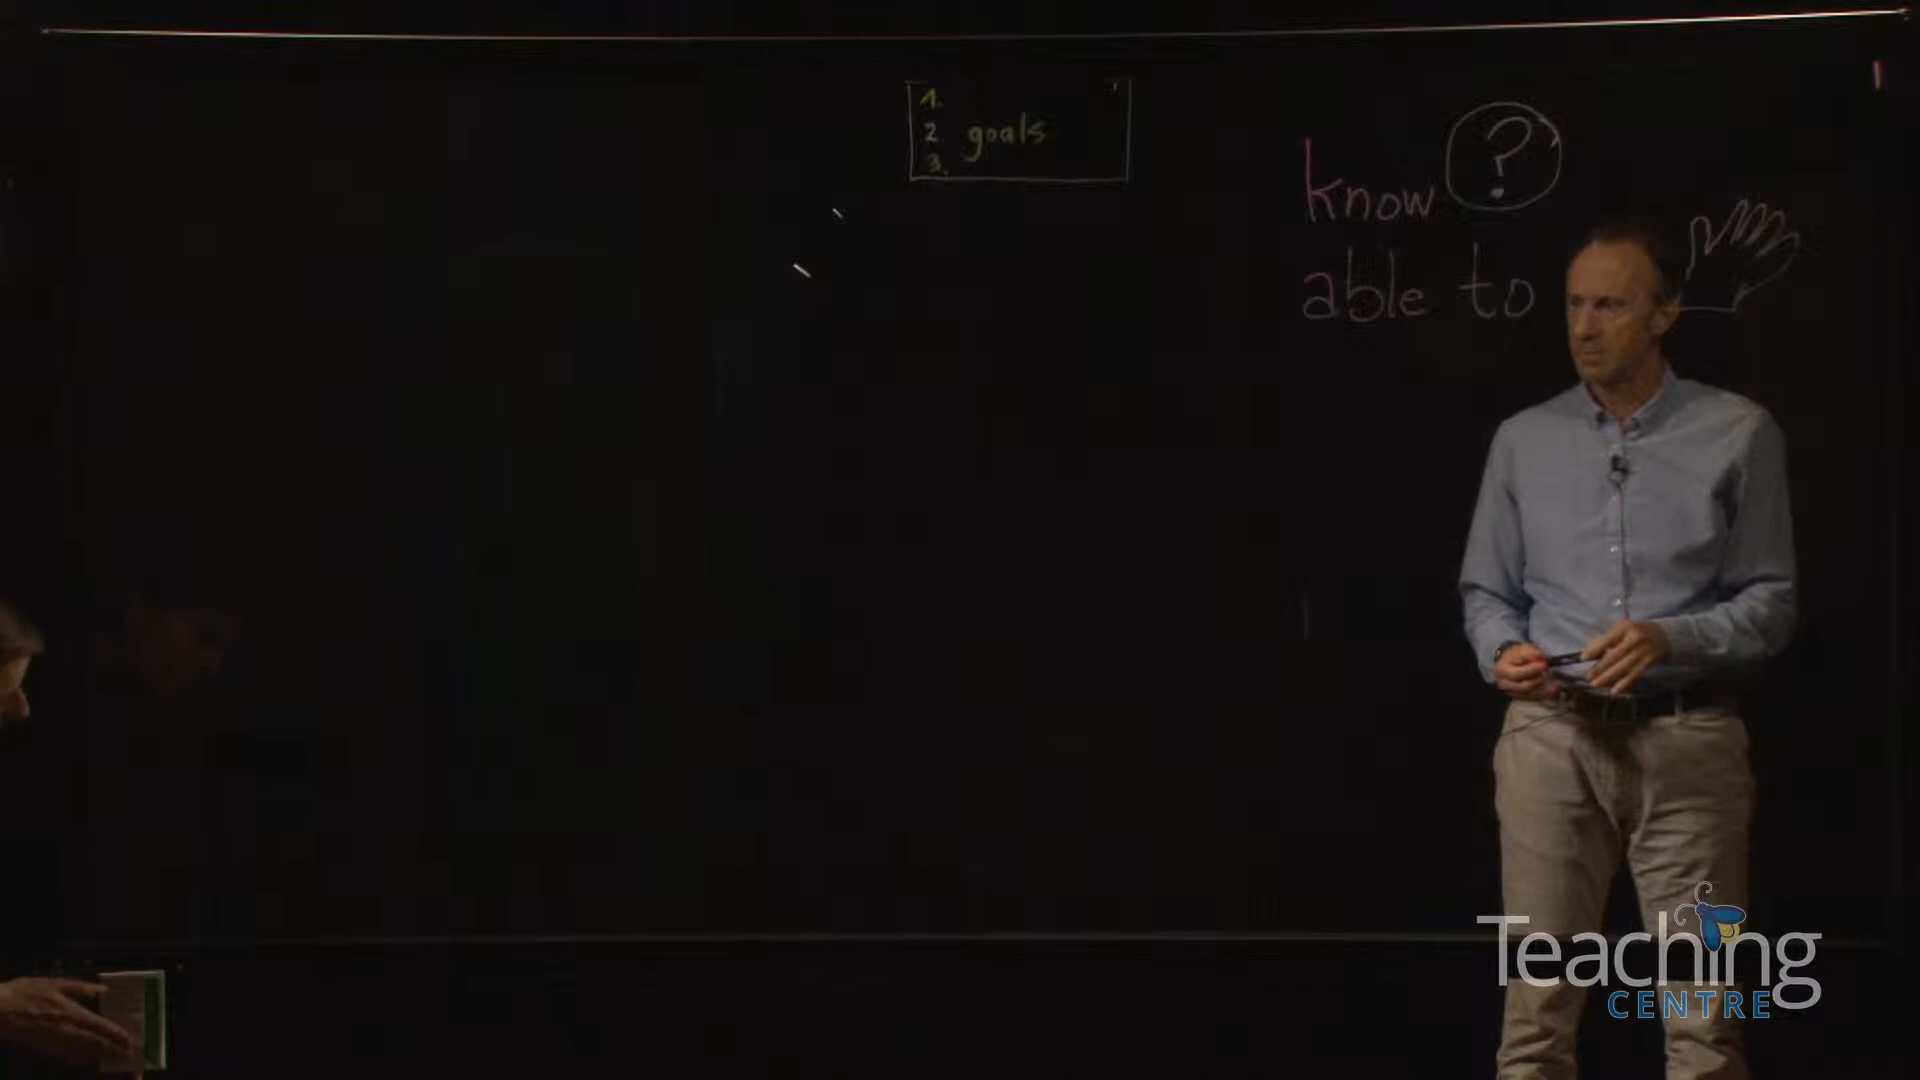 1.
2 goals
3.
know ?
able to
Teaching
CENTRE